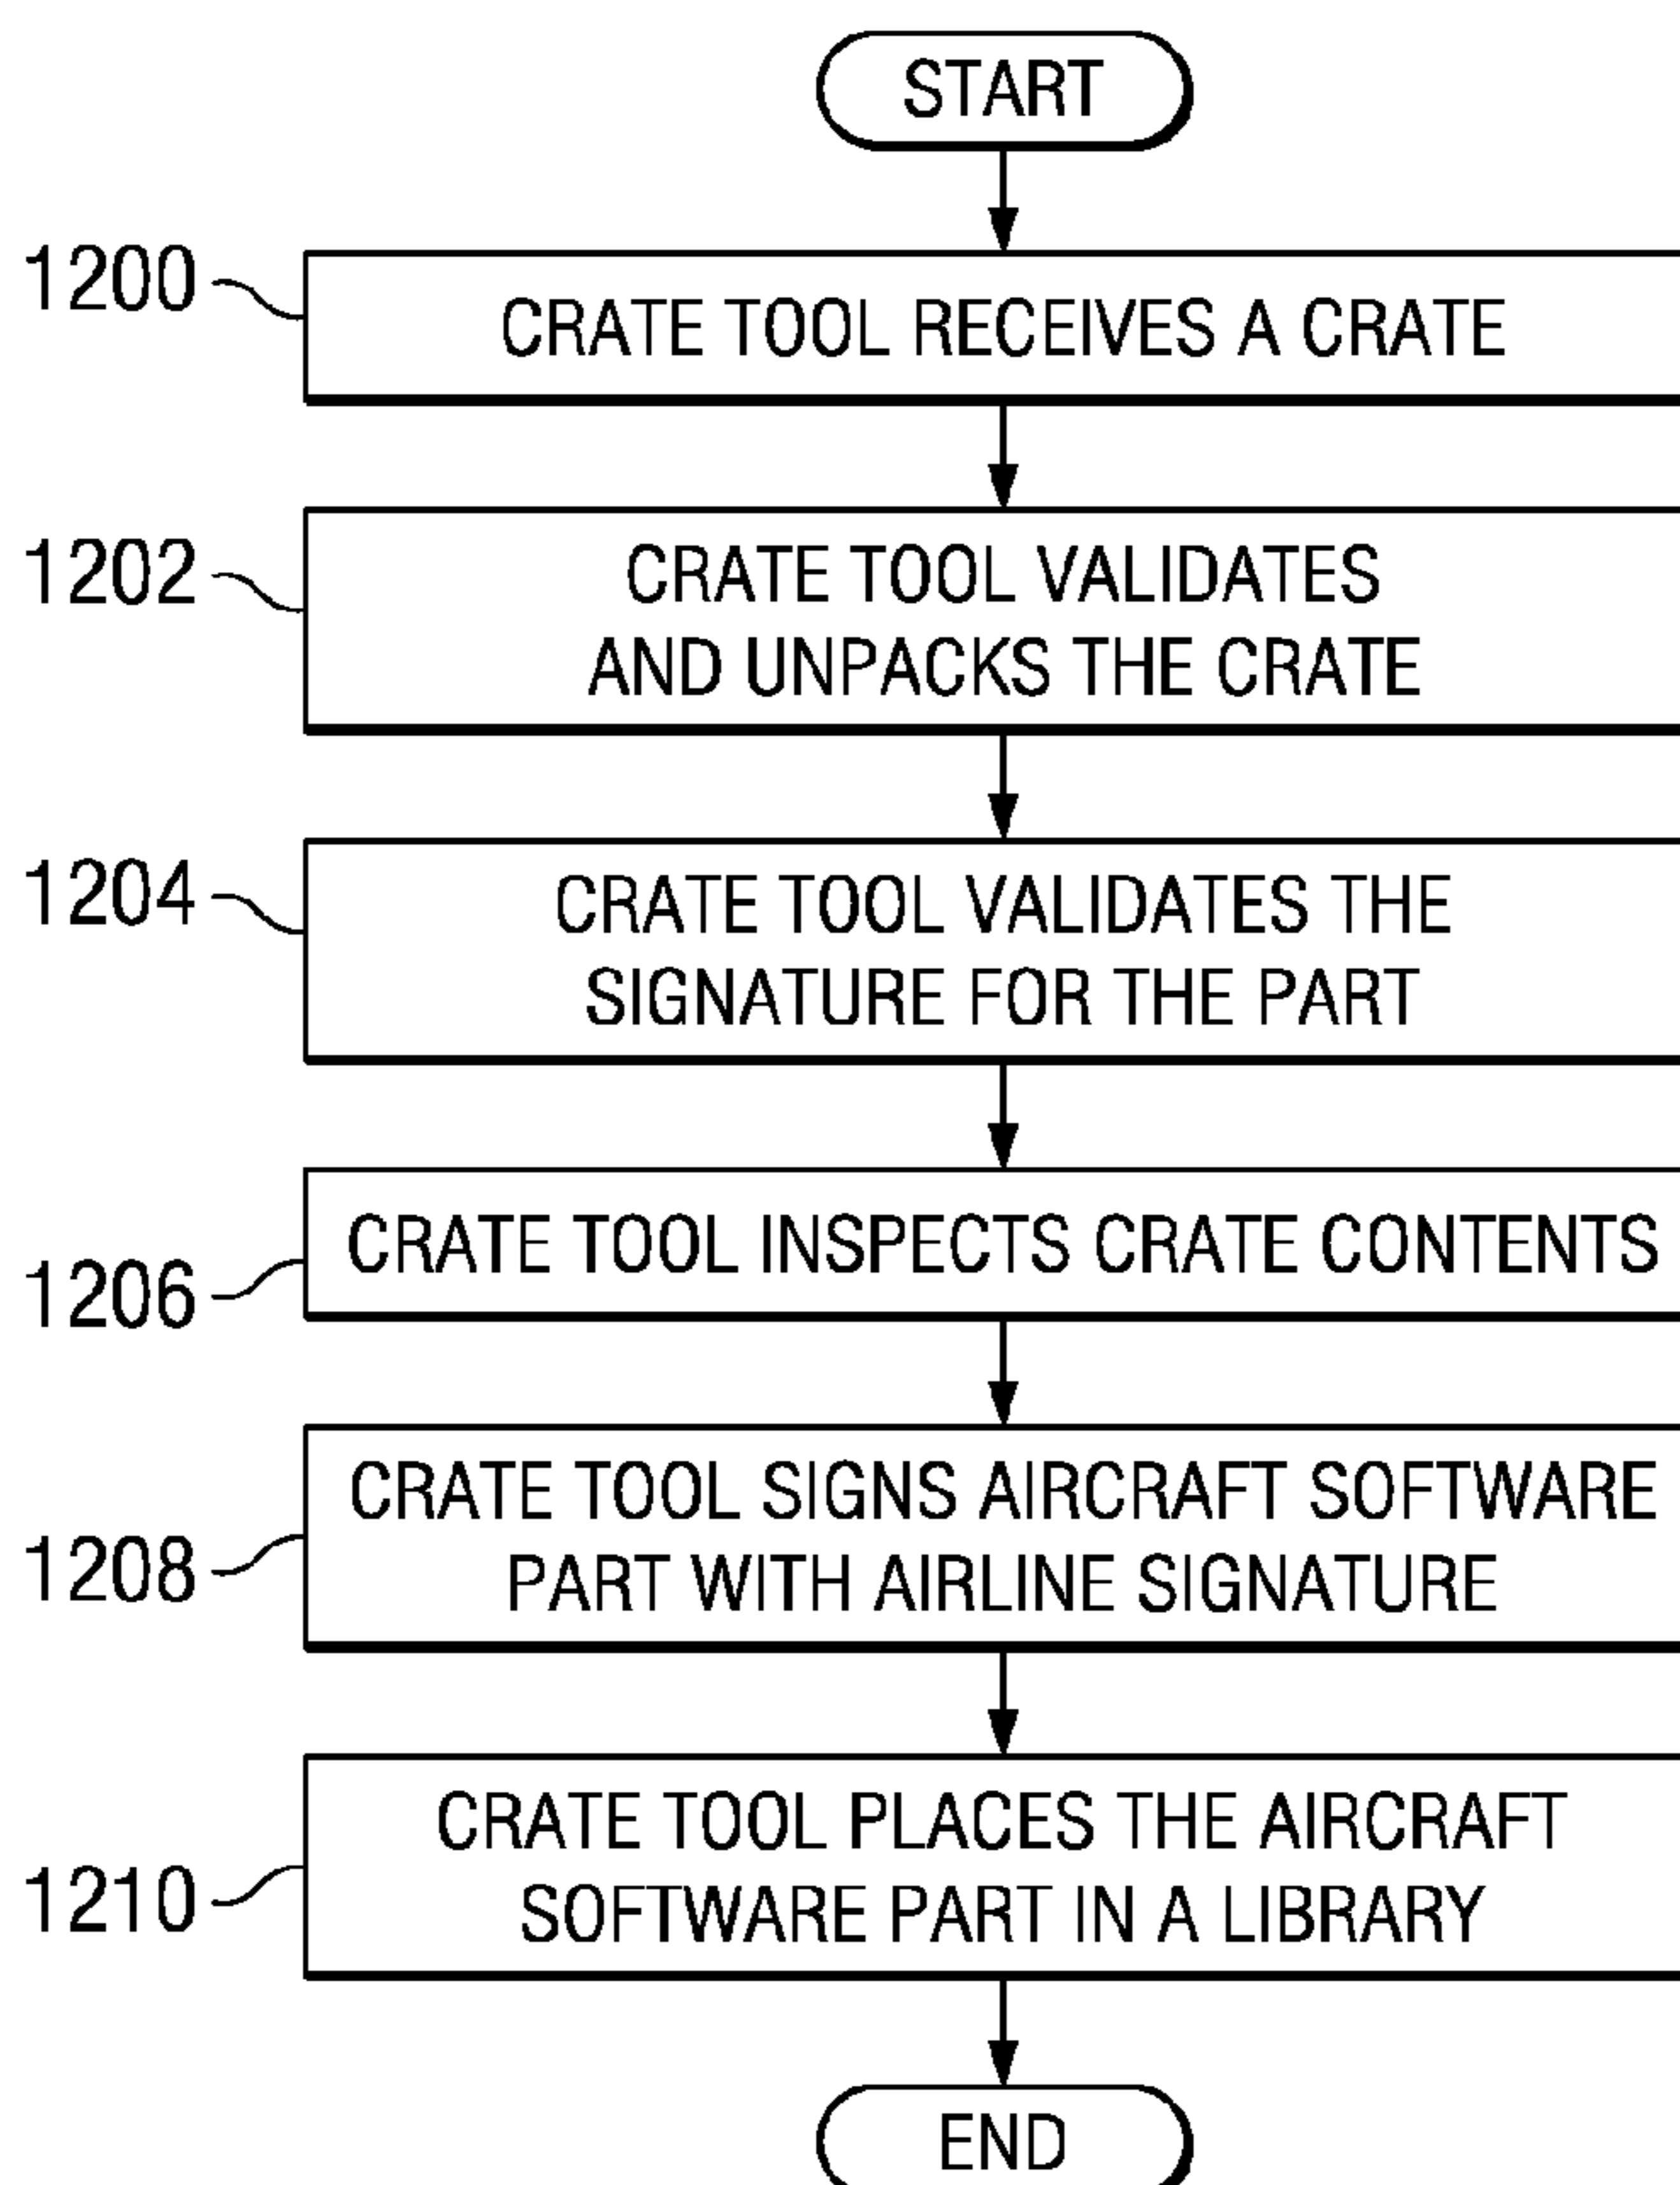 START
1200
CRATE TOOL RECEIVES A CRATE
1202
CRATE TOOL VALIDATES
AND UNPACKS THE CRATE
1204
CRATE TOOL VALIDATES THE
SIGNATURE FOR THE PART
CRATE TOOL INSPECTS CRATE CONTENTS
1206
CRATE TOOL SIGNS AIRCRAFT SOFTWARE
PART WITH AIRLINE SIGNATURE
1208
CRATE TOOL PLACES THE AIRCRAFT
SOFTWARE PART IN A LIBRARY
1210
END